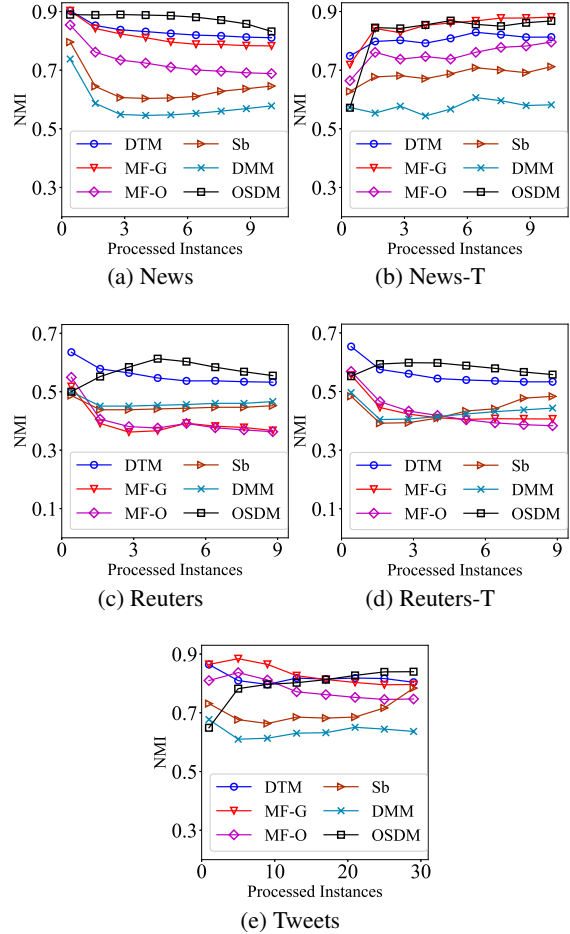 0.9
0.7
0.5
0.3
NMI
DTM Sb
MF-G DMM
MF-O OSDM
0 3 6 9
Processed Instances
(a) News
0.9
0.7
0.5
0.3
NMI
DTM Sb
MF-G DMM
MF-O OSDM
0 3 6 9
Processed Instances
(b) News-T
0.7
0.5
0.3
0.1
NMI
DTM Sb
MF-G DMM
MF-O OSDM
0 3 6 9
Processed Instances
(c) Reuters
0.7
0.5
0.3
0.1
NMI
DTM Sb
MF-G DMM
MF-O OSDM
0 3 6 9
Processed Instances
(d) Reuters-T
0.9
0.7
0.5
0.3
NMI
DTM Sb
MF-G DMM
MF-O OSDM
0 10 20 30
Processed Instances
(e) Tweets